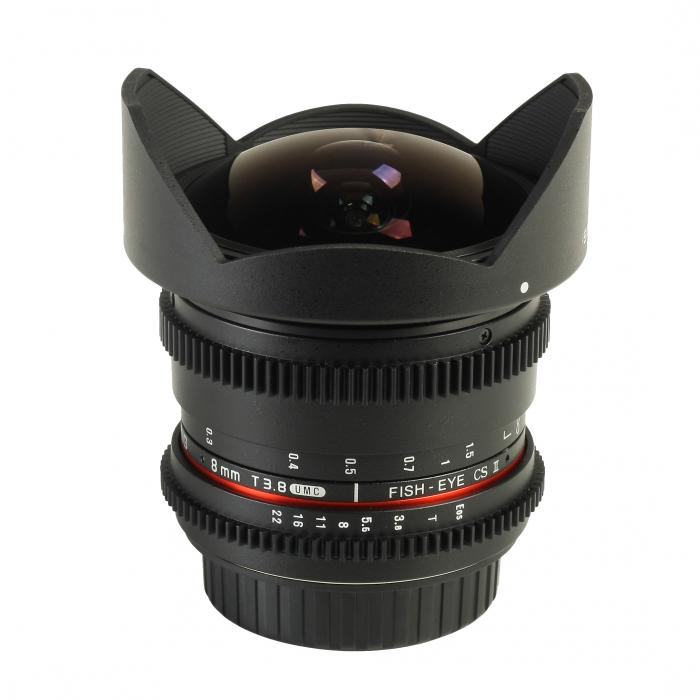 0.3 0.4 0.5 0.7 1 1.5
8mm T3.8 UMC FISH-EYE CS II
22 16 11 8 5.6 3.8 T Eos